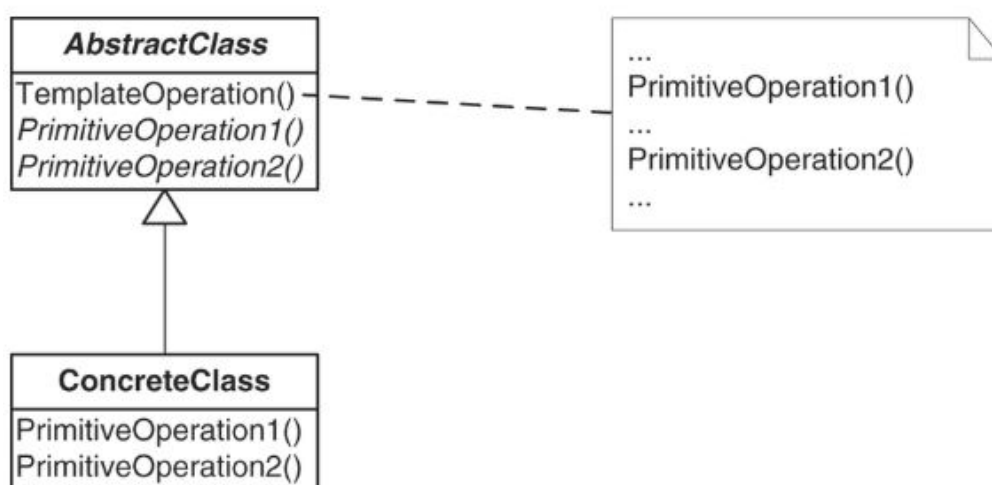 AbstractClass
TemplateOperation()
PrimitiveOperation1()
PrimitiveOperation2()
...
PrimitiveOperation1()
...
PrimitiveOperation2()
...
ConcreteClass
PrimitiveOperation1()
PrimitiveOperation2()